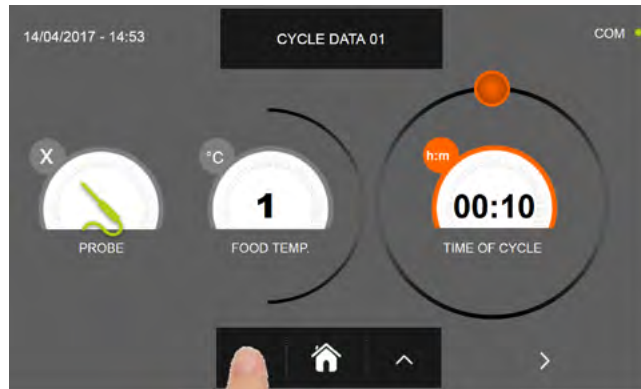 14/04/2017 - 14:53
CYCLE DATA 01
COM
X
°C
h:m
1
00:10
PROBE
FOOD TEMP.
TIME OF CYCLE